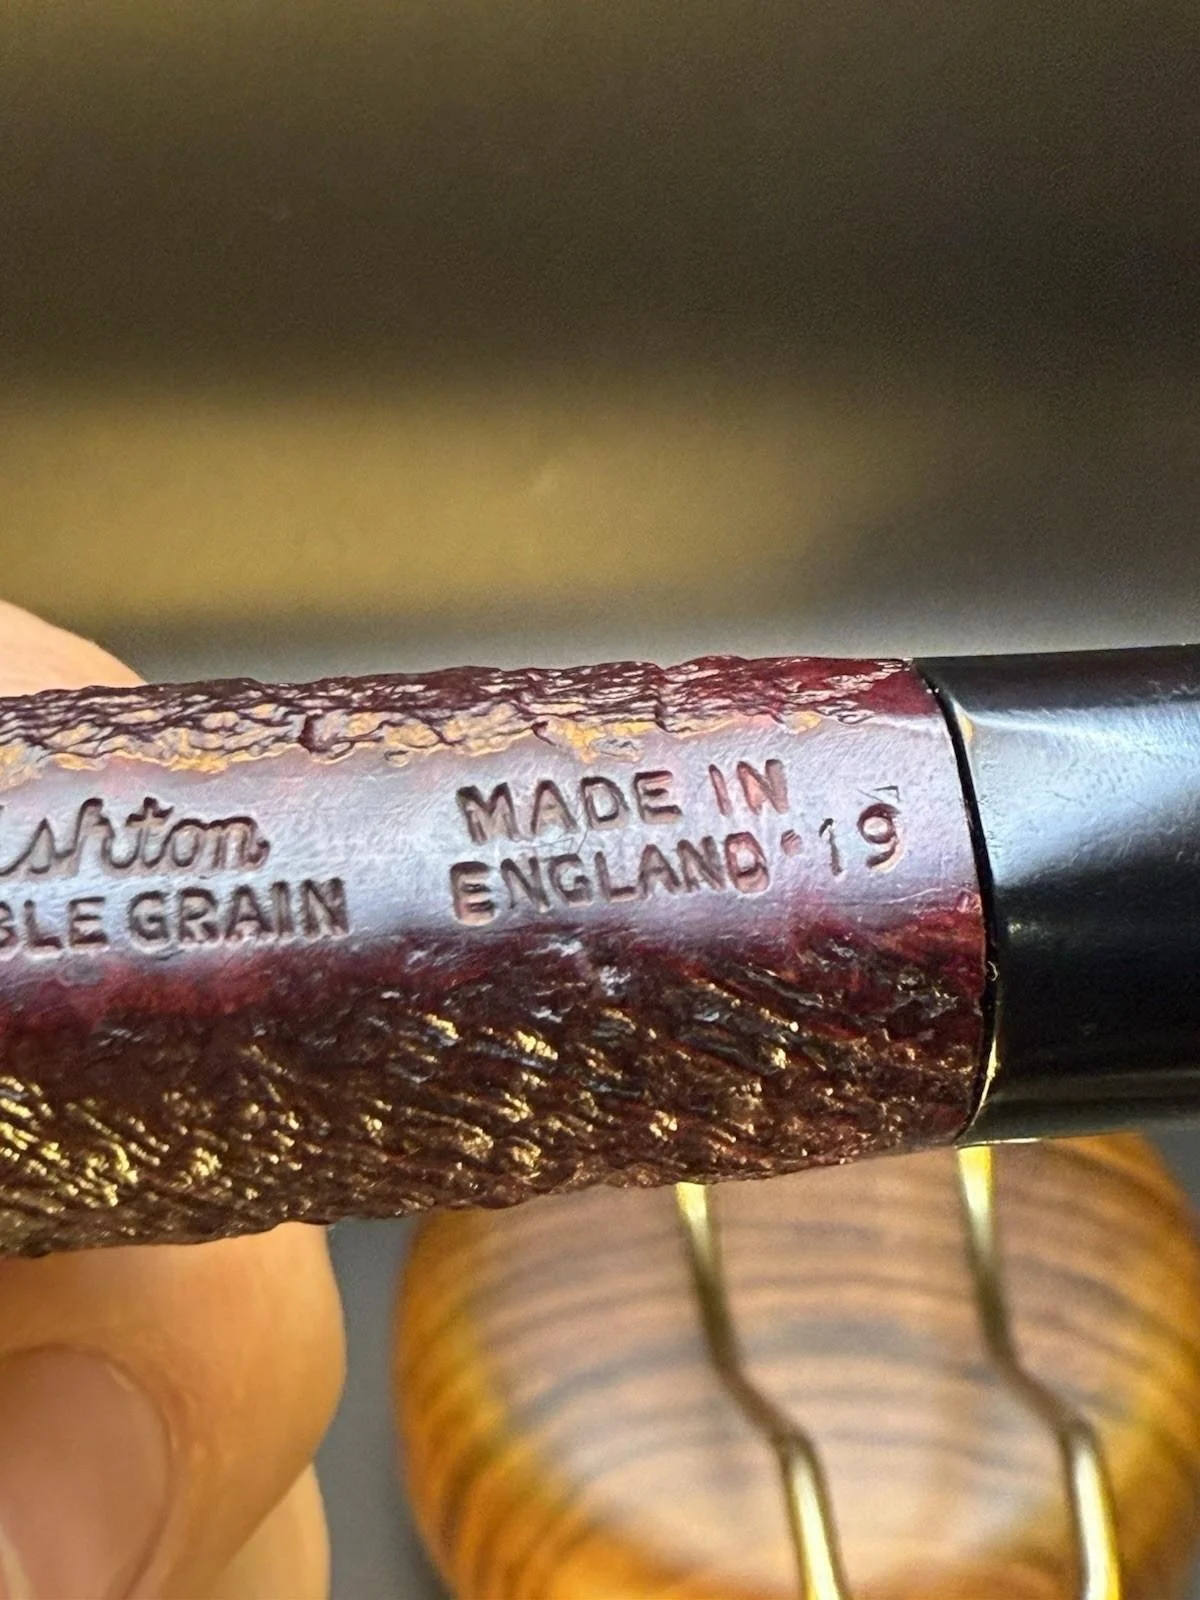 shton
BLE GRAIN
MADE IN
ENGLAND '19